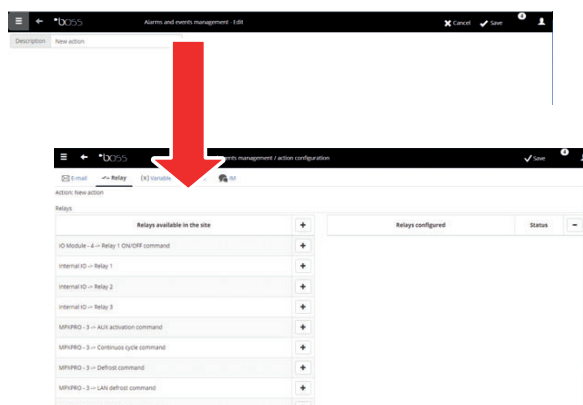 boss Alarms and events management - Edit Cancel Save 4
Description New action
boss events management / action configuration Save 4
E-mail Relay Variable IM
Action: New action
Relays
Relays available in the site + Relays configured Status -
IO Module - 4 -> Relay 1 ON/OFF command +
Internal IO -> Relay 1 +
Internal IO -> Relay 2 +
Internal IO -> Relay 3 +
MPXPRO - 3 -> AUX activation command +
MPXPRO - 3 -> Continuos cycle command +
MPXPRO - 3 -> Defrost command +
MPXPRO - 3 -> LAN defrost command +